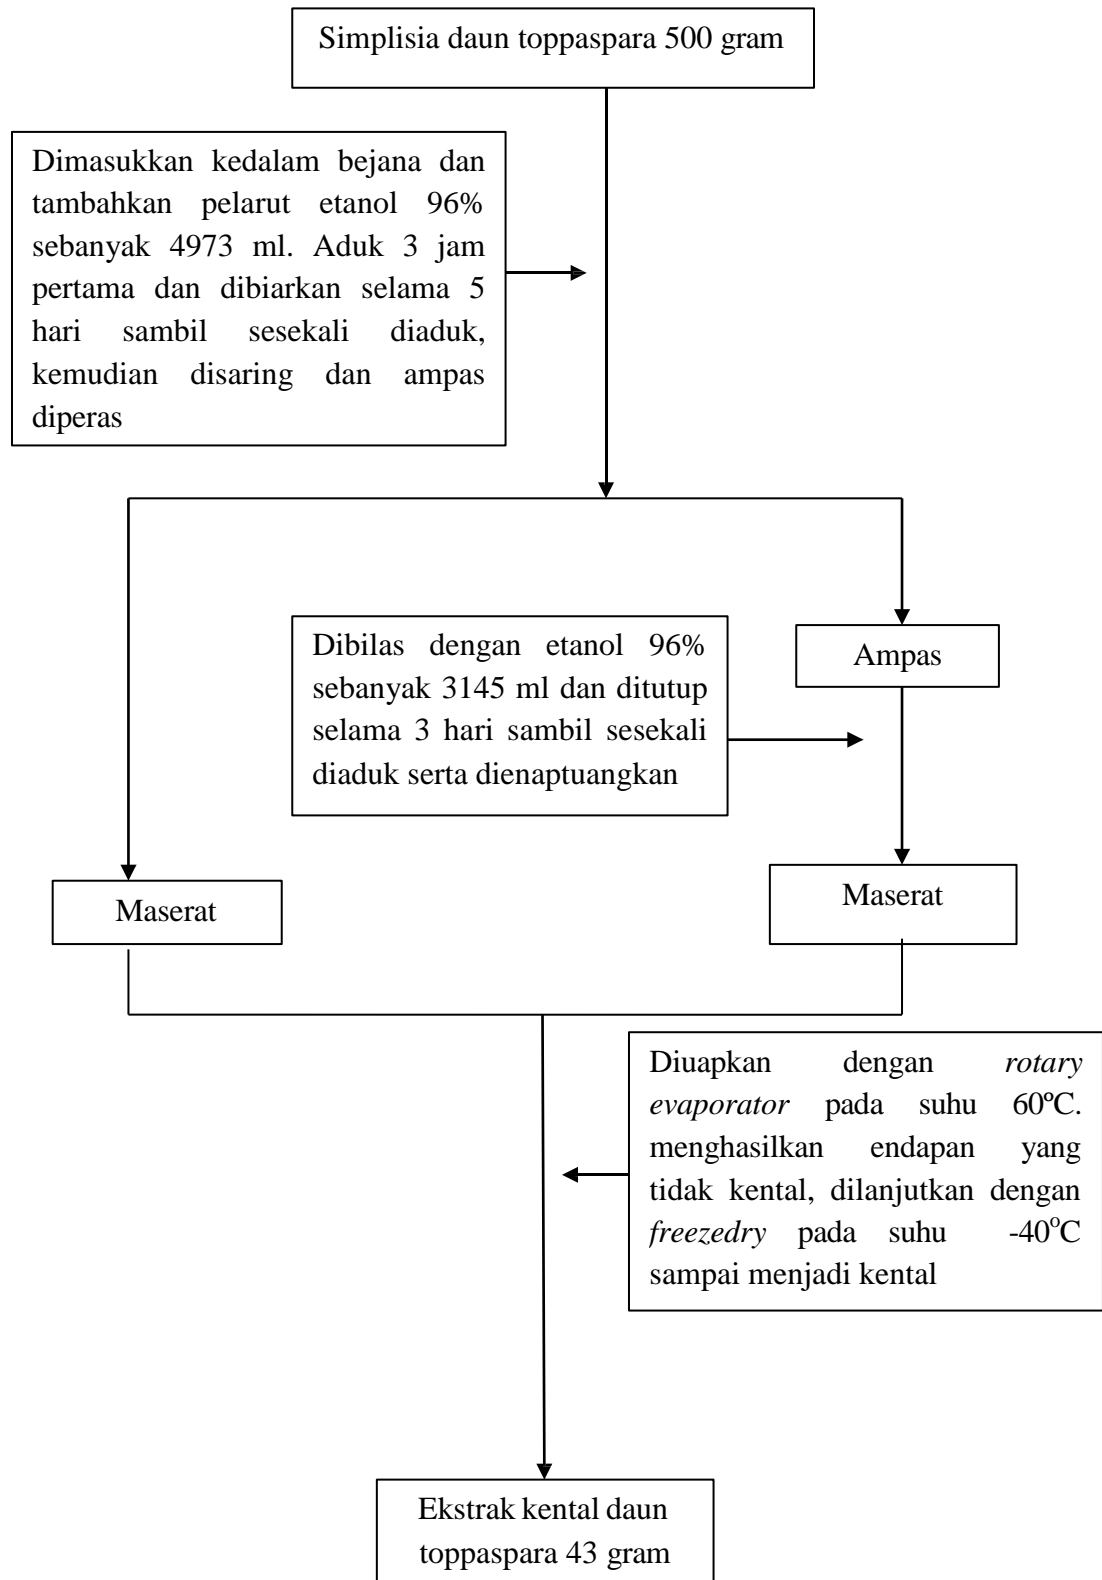 Simplisia daun toppaspara 500 gram
Dimasukkan kedalam bejana dan
tambahkan pelarut etanol 96%
sebanyak 4973 ml. Aduk 3 jam
pertama dan dibiarkan selama 5
hari sambil sesekali diaduk,
kemudian disaring dan ampas
diperas
Dibilas dengan etanol 96%
sebanyak 3145 ml dan ditutup
selama 3 hari sambil sesekali
diaduk serta dienaptuangkan
Ampas
Maserat
Maserat
Diuapkan dengan rotary
evaporator pada suhu 60ºC.
menghasilkan endapan yang
tidak kental, dilanjutkan dengan
freezedry pada suhu -40°C
sampai menjadi kental
Ekstrak kental daun
toppaspara 43 gram